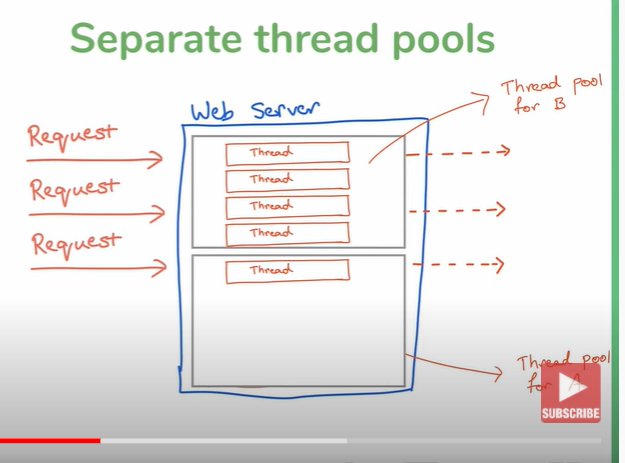 Separate thread pools
Thread pool
for B
Web Server
Request
Request
Request
Thread
Thread
Thread
Thread
Thread
Thread pool
for A
SUBSCRIBE